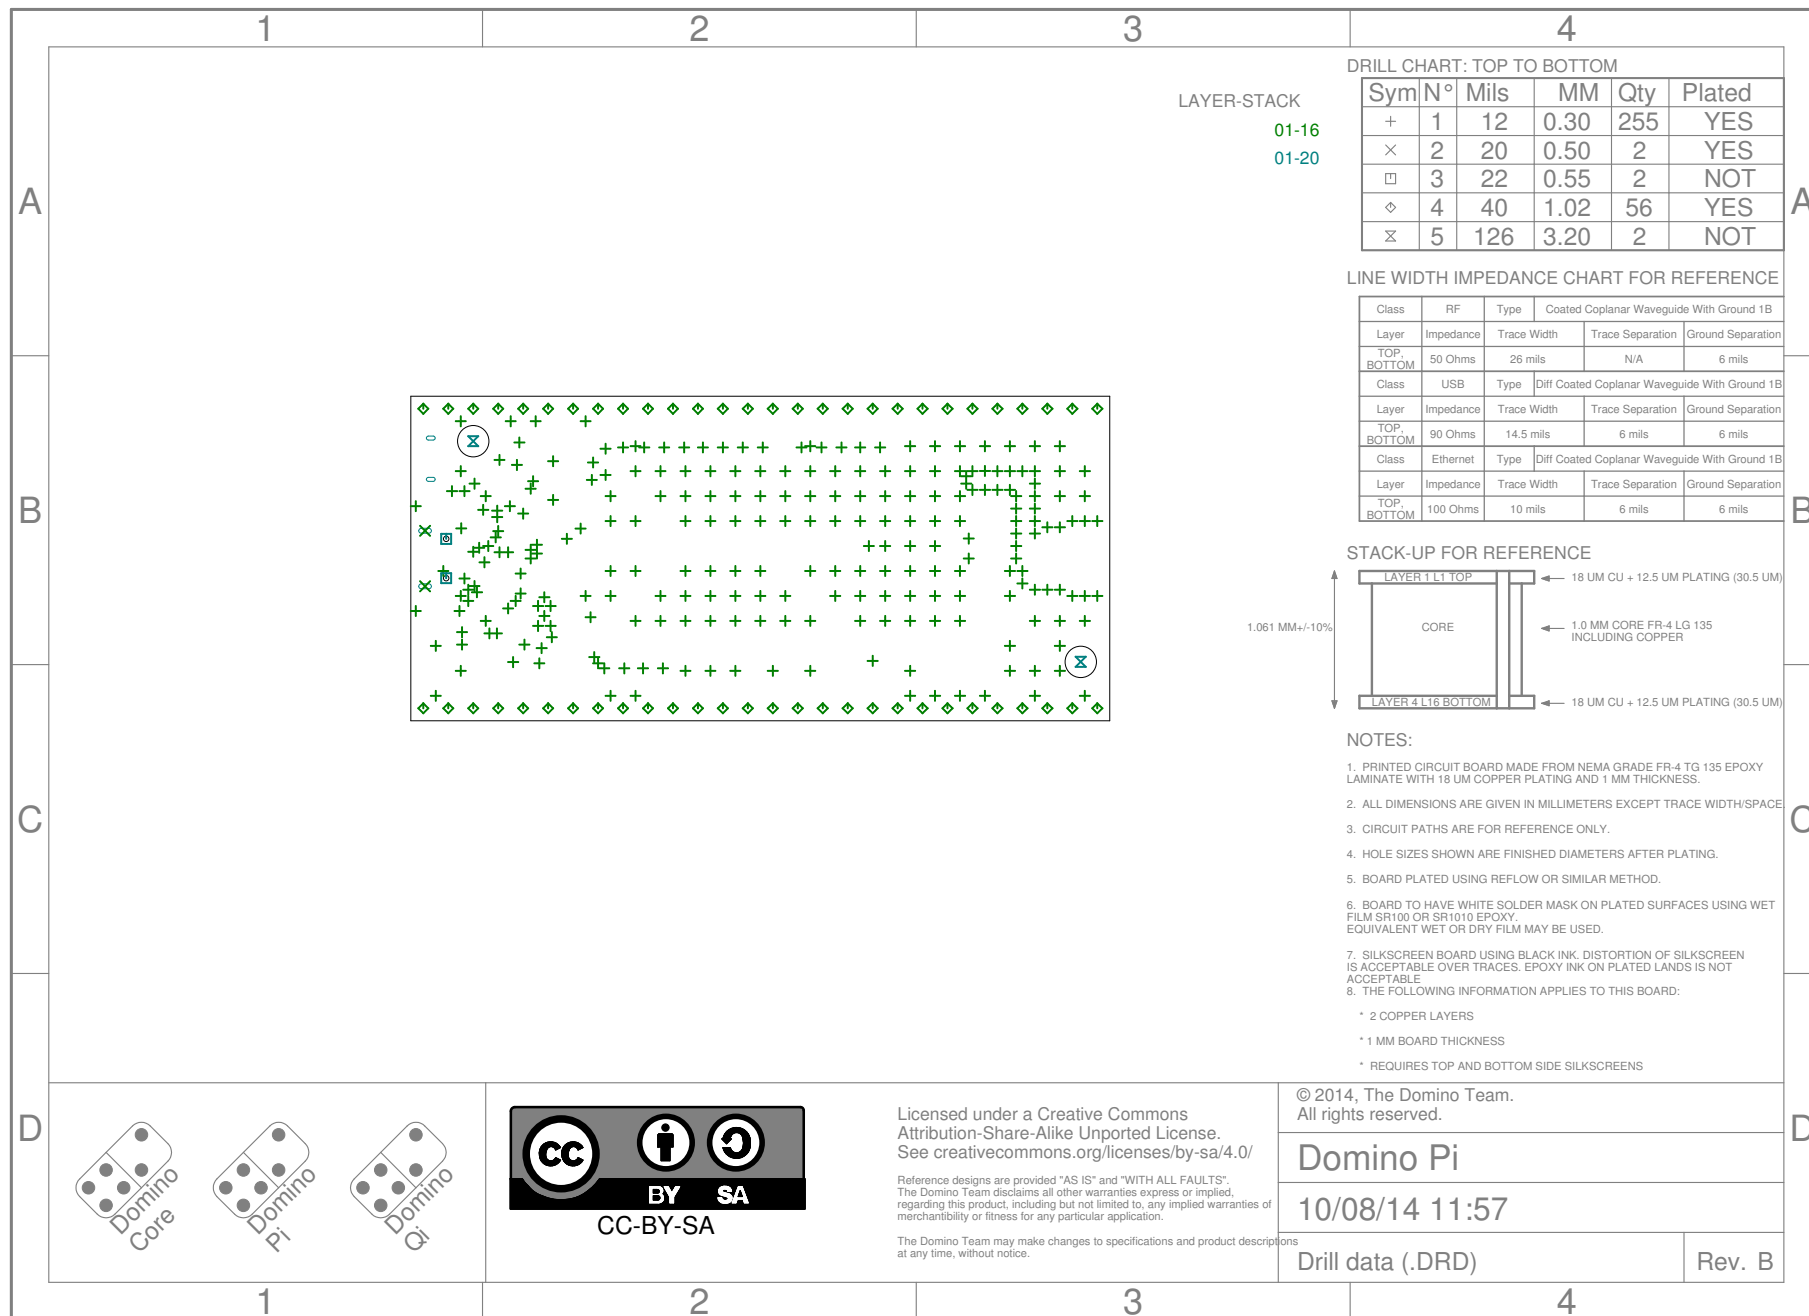 1 2 3 4
A
B
C
D
A
B
C
D
LAYER-STACK
01-16
01-20
DRILL CHART: TOP TO BOTTOM
Sym N° Mils MM Qty Plated
+ 1 12 0.30 255 YES
× 2 20 0.50 2 YES
3 22 0.55 2 NOT
4 40 1.02 56 YES
5 126 3.20 2 NOT
LINE WIDTH IMPEDANCE CHART FOR REFERENCE
Class RF Type Coated Coplanar Waveguide With Ground 1B
Layer Impedance Trace Width Trace Separation Ground Separation
TOP, BOTTOM 50 Ohms 26 mils N/A 6 mils
Class USB Type Diff Coated Coplanar Waveguide With Ground 1B
Layer Impedance Trace Width Trace Separation Ground Separation
TOP, BOTTOM 90 Ohms 14.5 mils 6 mils 6 mils
Class Ethernet Type Diff Coated Coplanar Waveguide With Ground 1B
Layer Impedance Trace Width Trace Separation Ground Separation
TOP, BOTTOM 100 Ohms 10 mils 6 mils 6 mils
STACK-UP FOR REFERENCE
LAYER 1 L1 TOP
18 UM CU + 12.5 UM PLATING (30.5 UM)
1.061 MM+/-10%
CORE
1.0 MM CORE FR-4 LG 135
INCLUDING COPPER
LAYER 4 L16 BOTTOM
18 UM CU + 12.5 UM PLATING (30.5 UM)
NOTES:
1. PRINTED CIRCUIT BOARD MADE FROM NEMA GRADE FR-4 TG 135 EPOXY
LAMINATE WITH 18 UM COPPER PLATING AND 1 MM THICKNESS.
2. ALL DIMENSIONS ARE GIVEN IN MILLIMETERS EXCEPT TRACE WIDTH/SPACE.
3. CIRCUIT PATHS ARE FOR REFERENCE ONLY.
4. HOLE SIZES SHOWN ARE FINISHED DIAMETERS AFTER PLATING.
5. BOARD PLATED USING REFLOW OR SIMILAR METHOD.
6. BOARD TO HAVE WHITE SOLDER MASK ON PLATED SURFACES USING WET
FILM SR100 OR SR1010 EPOXY.
EQUIVALENT WET OR DRY FILM MAY BE USED.
7. SILKSCREEN BOARD USING BLACK INK. DISTORTION OF SILKSCREEN
IS ACCEPTABLE OVER TRACES. EPOXY INK ON PLATED LANDS IS NOT
ACCEPTABLE
8. THE FOLLOWING INFORMATION APPLIES TO THIS BOARD:
* 2 COPPER LAYERS
* 1 MM BOARD THICKNESS
* REQUIRES TOP AND BOTTOM SIDE SILKSCREENS
Domino
Core
Domino
Pi
Domino
Qi
CC
BY SA
CC-BY-SA
Licensed under a Creative Commons
Attribution-Share-Alike Unported License.
See creativecommons.org/licenses/by-sa/4.0/
Reference designs are provided "AS IS" and "WITH ALL FAULTS".
The Domino Team disclaims all other warranties express or implied,
regarding this product, including but not limited to, any implied warranties of
merchantibility or fitness for any particular application.
The Domino Team may make changes to specifications and product descriptions
at any time, without notice.
© 2014, The Domino Team.
All rights reserved.
Domino Pi
10/08/14 11:57
Drill data (.DRD)
Rev. B
1 2 3 4